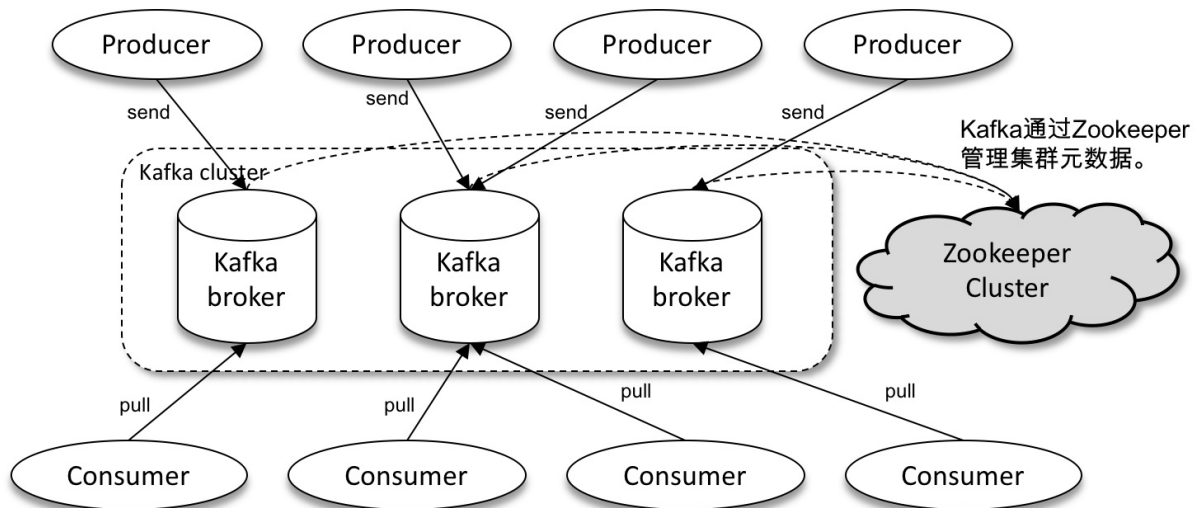 Producer
Producer
Producer
Producer
send
send
send
send
Kafka通过Zookeeper
管理集群元数据。
Kafka cluster
Kafka
broker
Kafka
broker
Kafka
broker
Zookeeper
Cluster
pull
pull
pull
pull
Consumer
Consumer
Consumer
Consumer